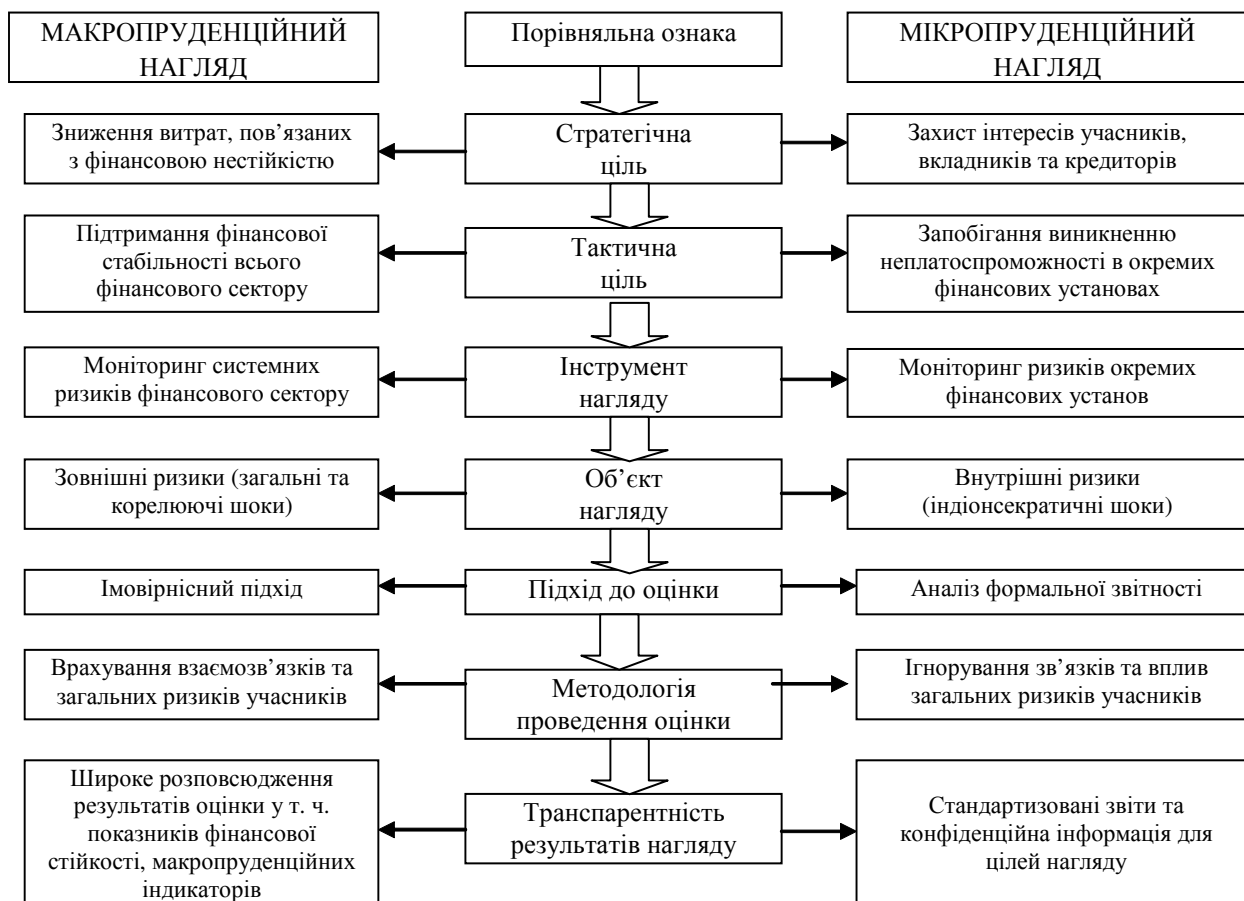 МАКРОПРУДЕНЦІЙНИЙ
НАГЛЯД
Порівняльна ознака
МІКРОПРУДЕНЦІЙНИЙ
НАГЛЯД
Зниження витрат, пов’язаних
з фінансовою нестійкістю
Стратегічна
ціль
Захист інтересів учасників,
вкладників та кредиторів
Підтримання фінансової
стабільності всього
фінансового сектору
Тактична
ціль
Запобігання виникненню
неплатоспроможності в окремих
фінансових установах
Моніторинг системних
ризиків фінансового сектору
Інструмент
нагляду
Моніторинг ризиків окремих
фінансових установ
Зовнішні ризики (загальні та
корелюючі шоки)
Об’єкт
нагляду
Внутрішні ризики
(індіонсекратичні шоки)
Імовірнісний підхід
Підхід до оцінки
Аналіз формальної звітності
Врахування взаємозв’язків та
загальних ризиків учасників
Методологія
проведення оцінки
Ігнорування зв’язків та вплив
загальних ризиків учасників
Широке розповсюдження
результатів оцінки у т. ч.
показників фінансової
стійкості, макропруденційних
індикаторів
Транспарентність
результатів нагляду
Стандартизовані звіти та
конфіденційна інформація для
цілей нагляду